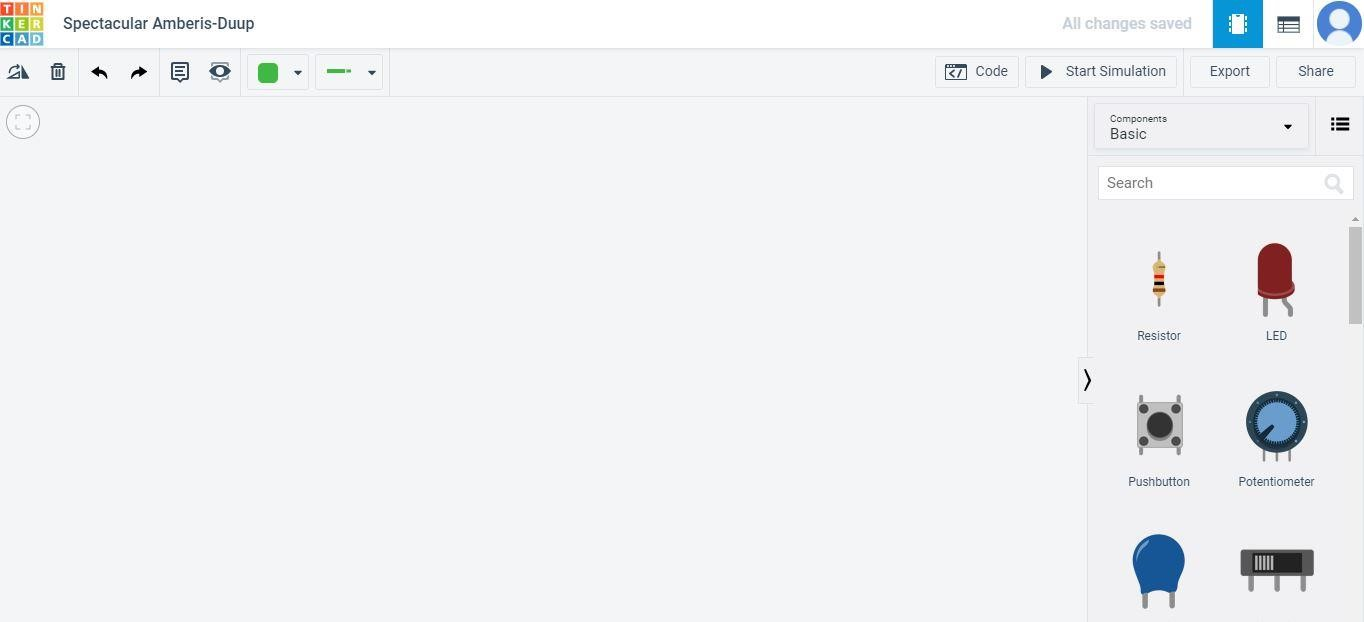 TIN
KER
CAD
Spectacular Amberis-Duup
All changes saved
Code
Start Simulation
Export
Share
Components
Basic
Search
Resistor
LED
Pushbutton
Potentiometer